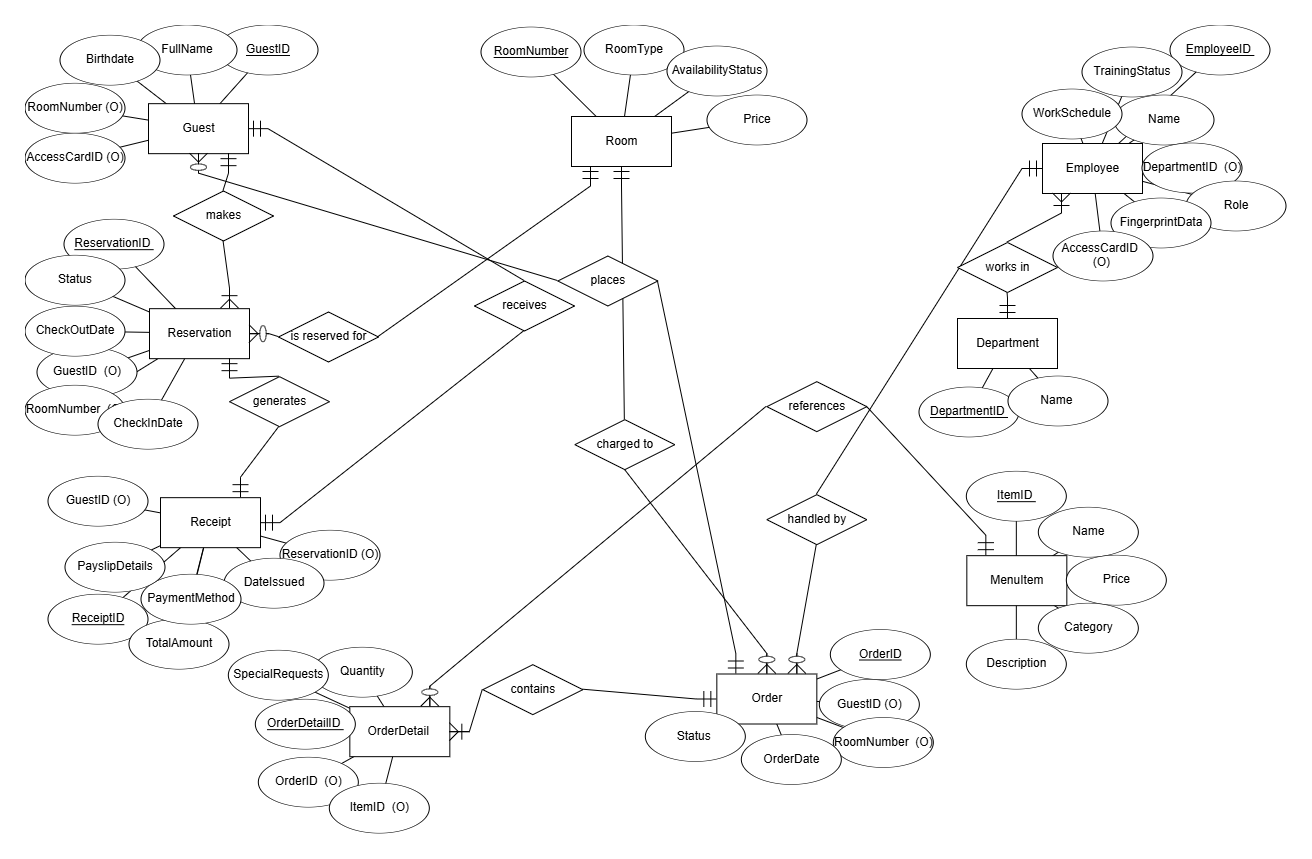 GuestID
FullName
Birthdate
RoomNumber (O)
AccessCardID (O)
Guest
RoomNumber
RoomType
AvailabilityStatus
Price
Room
EmployeeID
TrainingStatus
WorkSchedule
Name
DepartmentID (O)
Role
FingerprintData
AccessCardID
(O)
Employee
makes
works in
places
receives
is reserved for
ReservationID
Status
CheckOutDate
GuestID (O)
RoomNumber (
CheckInDate
Reservation
Department
DepartmentID
Name
generates
references
charged to
handled by
GuestID (O)
Receipt
ReservationID (O)
PayslipDetails
DateIssued
PaymentMethod
ReceiptID
TotalAmount
ItemID
Name
Price
Category
Description
MenuItem
SpecialRequests
Quantity
OrderDetailID
OrderDetail
OrderID (O)
ItemID (O)
contains
Order
OrderID
GuestID (O)
RoomNumber (O)
Status
OrderDate